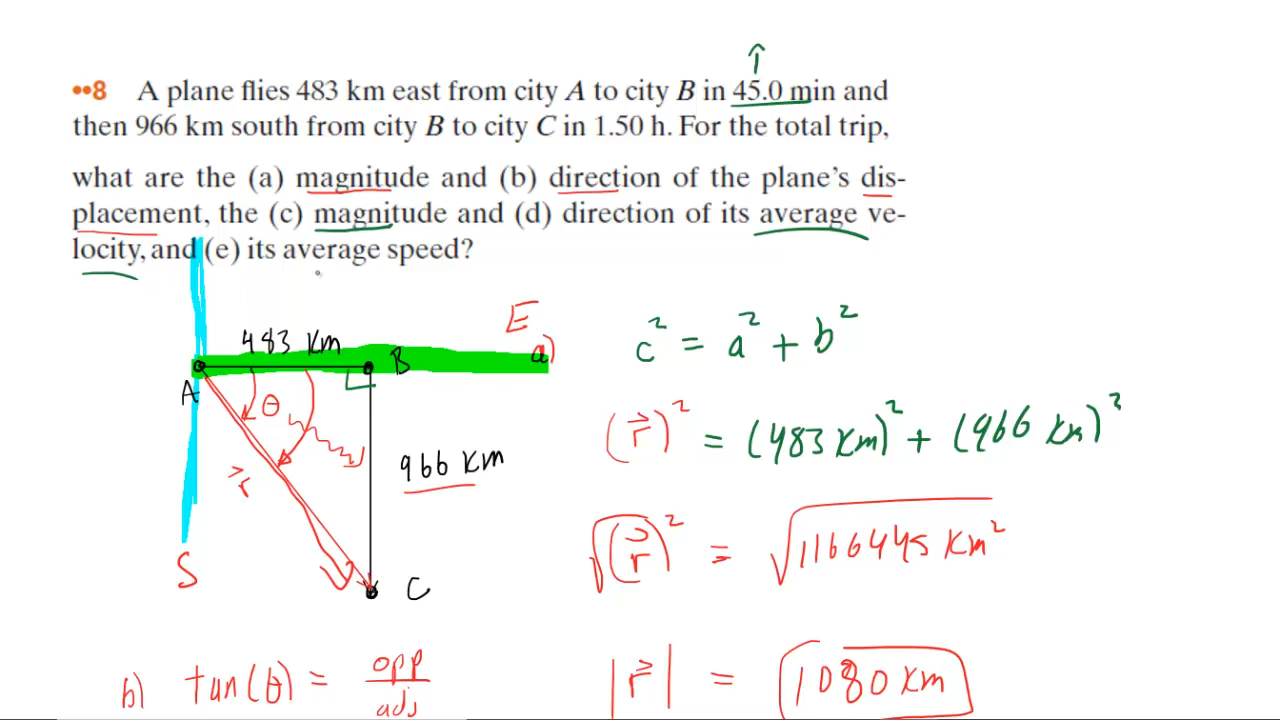 ••8 A plane flies 483 km east from city A to city B in 45.0 min and
then 966 km south from city B to city C in 1.50 h. For the total trip,
what are the (a) magnitude and (b) direction of the plane's dis-
placement, the (c) magnitude and (d) direction of its average ve-
locity, and (e) its average speed?
E
483 Km
a)
A
B
θ
966 Km
r⃗
S
C
c² = a² + b²
(r⃗)² = (483 Km)² + (966 Km)²
√(r⃗)² = √1166445 Km²
|r⃗| = 1080 Km
b) tan(θ) = opp
adj